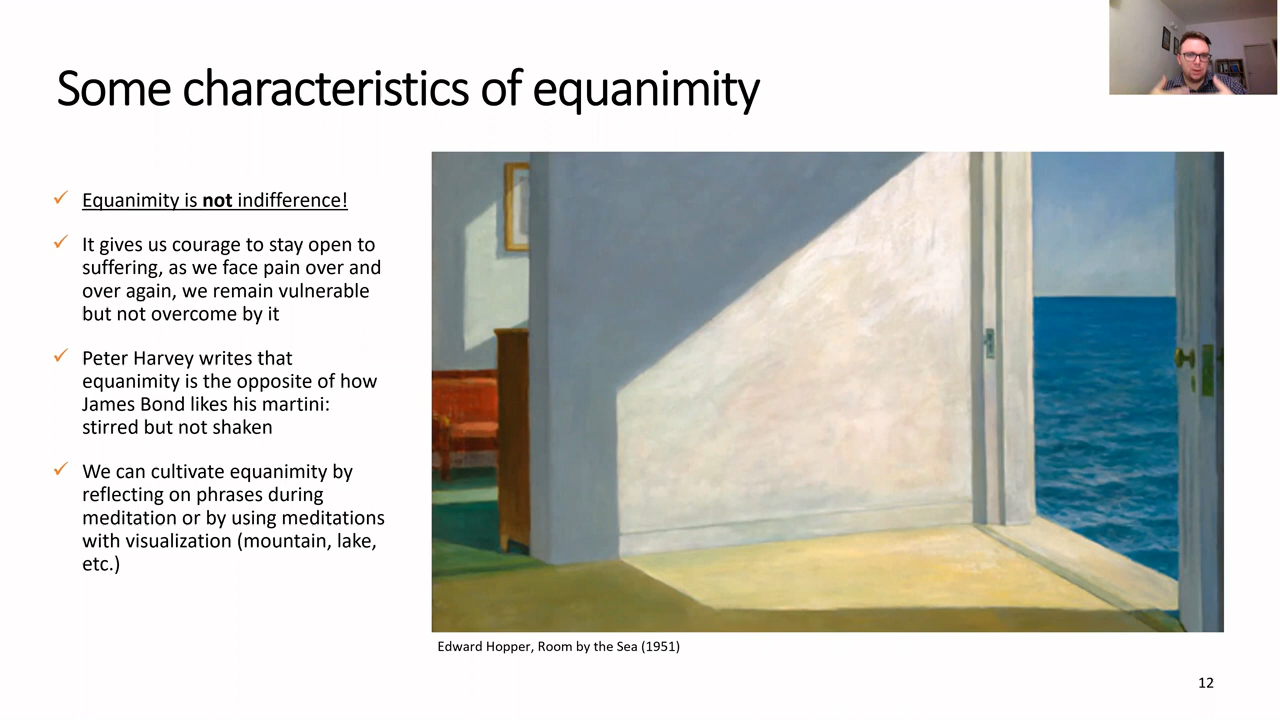 Some characteristics of equanimity
Equanimity is not indifference!
It gives us courage to stay open to
suffering, as we face pain over and
over again, we remain vulnerable
but not overcome by it
Peter Harvey writes that
equanimity is the opposite of how
James Bond likes his martini:
stirred but not shaken
We can cultivate equanimity by
reflecting on phrases during
meditation or by using meditations
with visualization (mountain, lake,
etc.)
Edward Hopper, Room by the Sea (1951)
12